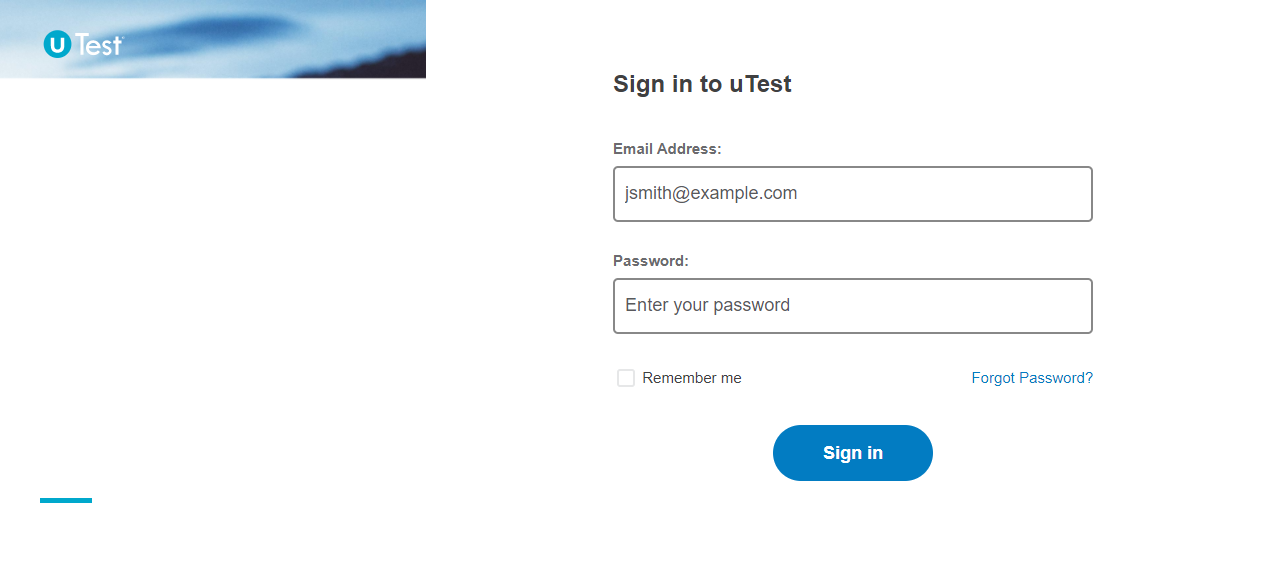 uTest
Sign in to uTest
Email Address:
jsmith@example.com
Password:
Enter your password
Remember me
Forgot Password?
Sign in